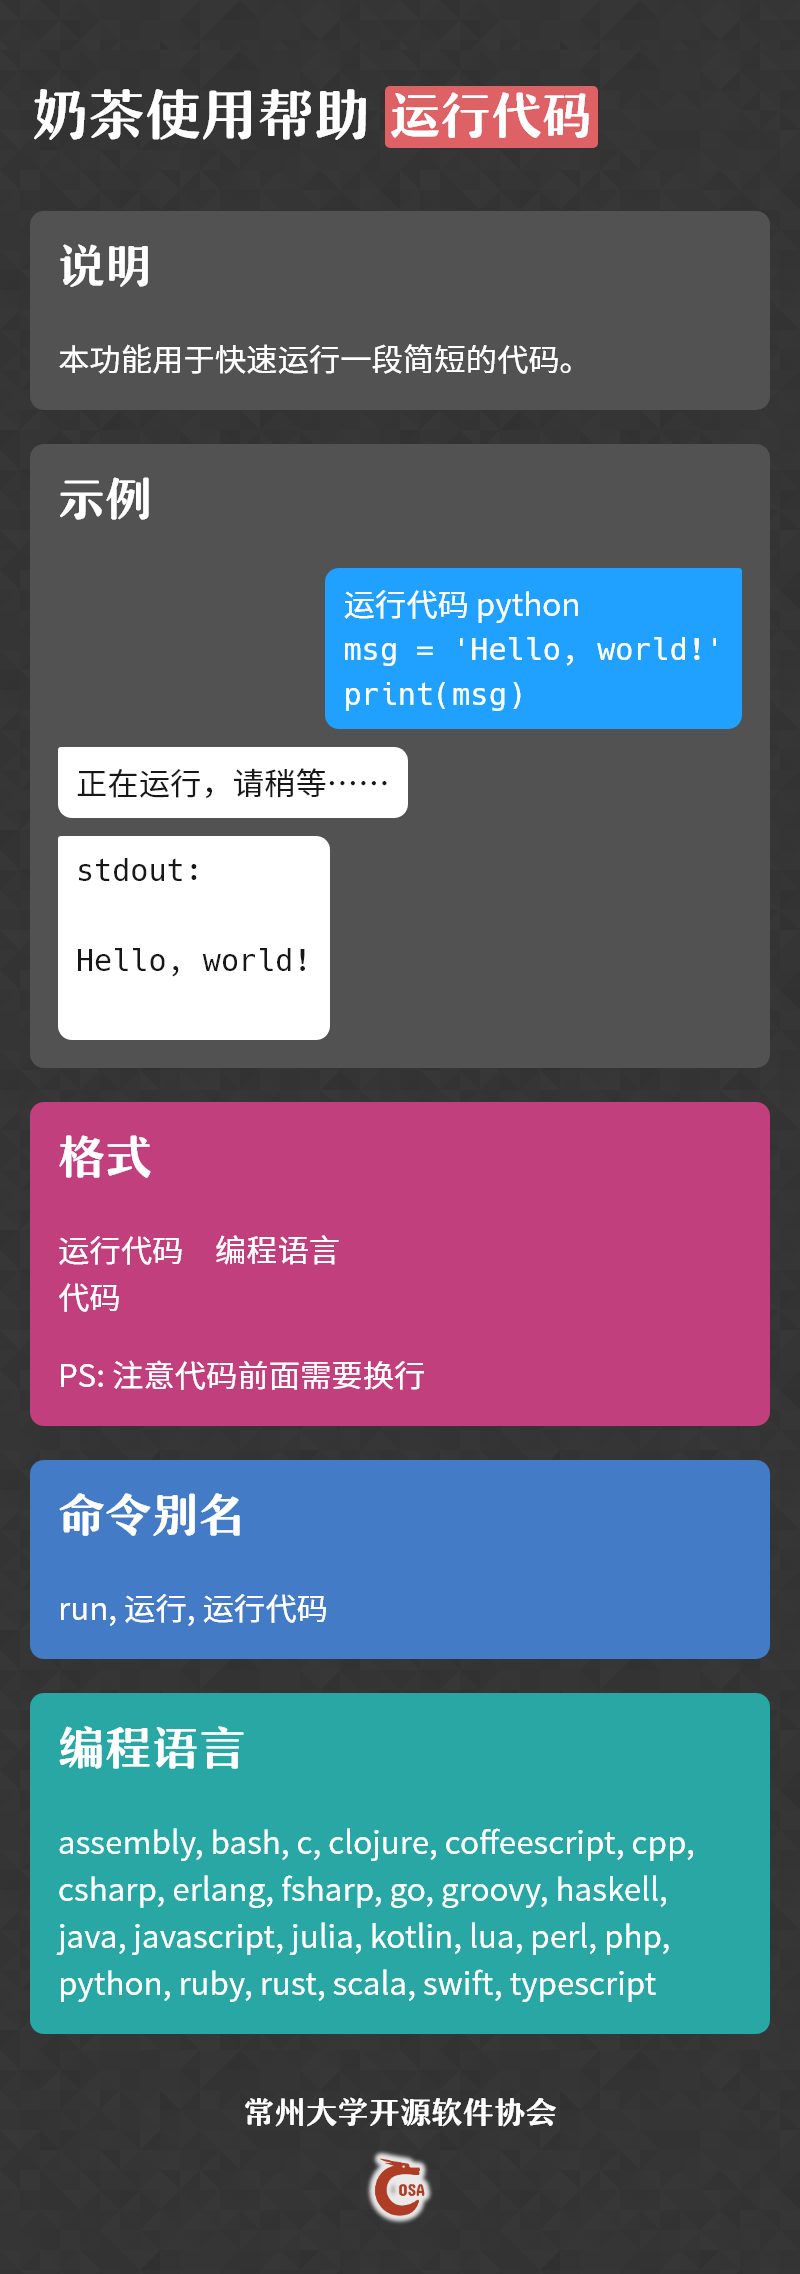 奶茶使用帮助 运行代码
说明
本功能用于快速运行一段简短的代码。
示例
运行代码 python
msg = 'Hello, world!'
print(msg)
正在运行，请稍等……
stdout:
Hello, world!
格式
运行代码　编程语言
代码
PS: 注意代码前面需要换行
命令别名
run, 运行, 运行代码
编程语言
assembly, bash, c, clojure, coffeescript, cpp,
csharp, erlang, fsharp, go, groovy, haskell,
java, javascript, julia, kotlin, lua, perl, php,
python, ruby, rust, scala, swift, typescript
常州大学开源软件协会
OSA